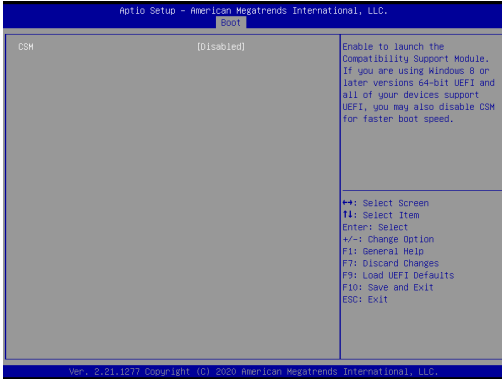 Aptio Setup – American Megatrends International, LLC.
Boot
CSM [Disabled]
Enable to launch the
Compatibility Support Module.
If you are using Windows 8 or
later versions 64-bit UEFI and
all of your devices support
UEFI, you may also disable CSM
for faster boot speed.
↔: Select Screen
↑↓: Select Item
Enter: Select
+/-: Change Option
F1: General Help
F7: Discard Changes
F9: Load UEFI Defaults
F10: Save and Exit
ESC: Exit
Ver. 2.21.1277 Copyright (C) 2020 American Megatrends International, LLC.